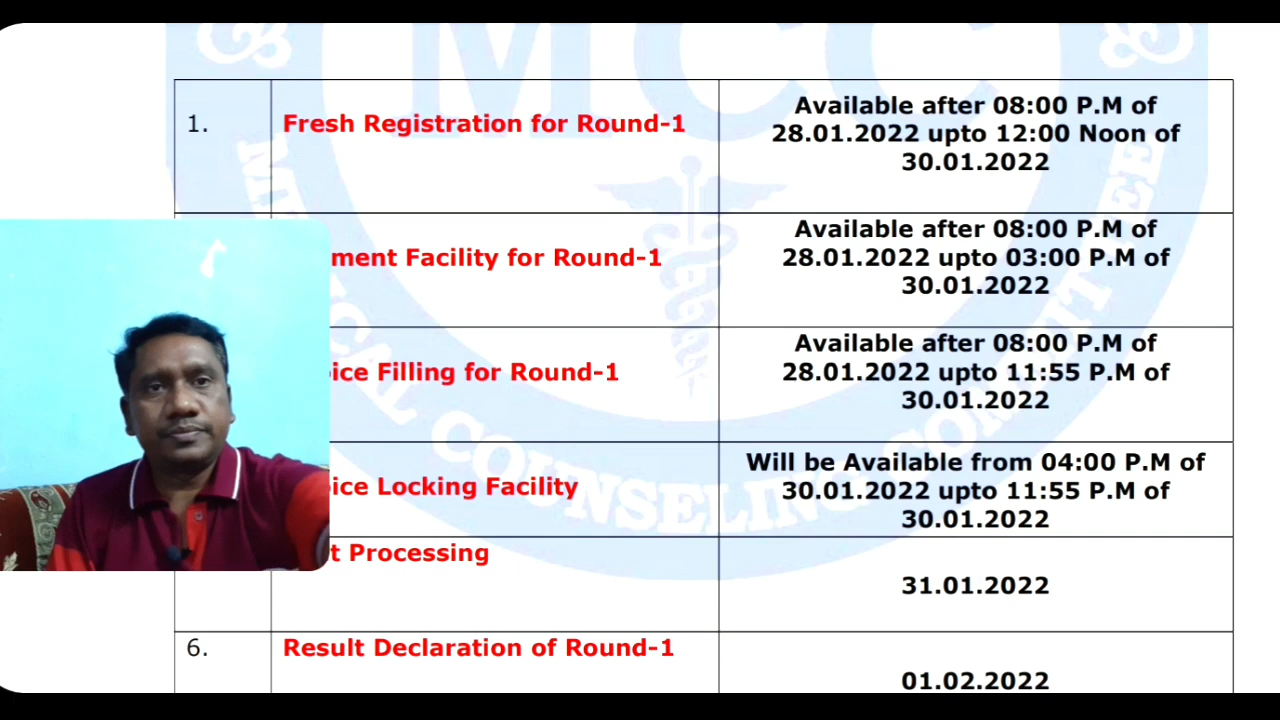 MCC
MEDICAL COUNSELING COMMITTEE
1.
Fresh Registration for Round-1
Available after 08:00 P.M of
28.01.2022 upto 12:00 Noon of
30.01.2022
ment Facility for Round-1
Available after 08:00 P.M of
28.01.2022 upto 03:00 P.M of
30.01.2022
ice Filling for Round-1
Available after 08:00 P.M of
28.01.2022 upto 11:55 P.M of
30.01.2022
ice Locking Facility
Will be Available from 04:00 P.M of
30.01.2022 upto 11:55 P.M of
30.01.2022
t Processing
31.01.2022
6.
Result Declaration of Round-1
01.02.2022